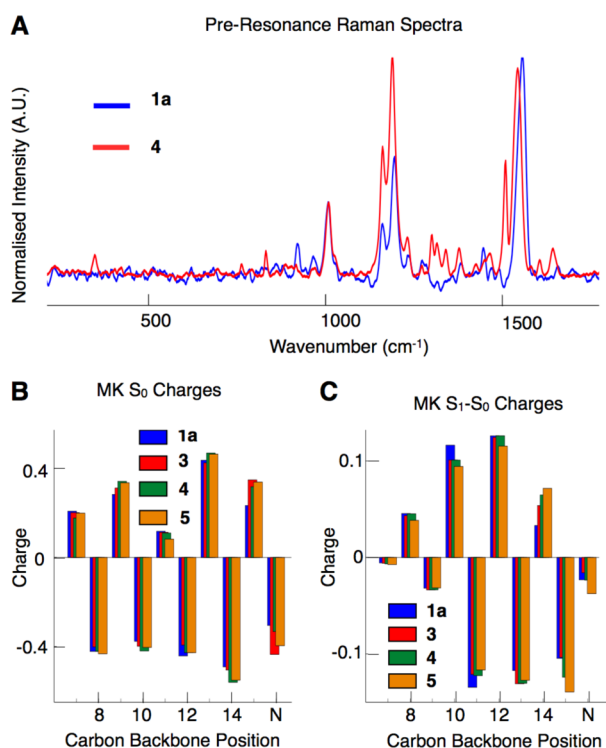 A
Pre-Resonance Raman Spectra
Normalised Intensity (A.U.)
1a
4
500
1000
1500
Wavenumber (cm⁻¹)
B
MK S₀ Charges
Charge
0.4
0
-0.4
1a
3
4
5
8
10
12
14
N
Carbon Backbone Position
C
MK S₁-S₀ Charges
Charge
0.1
0
-0.1
1a
3
4
5
8
10
12
14
N
Carbon Backbone Position